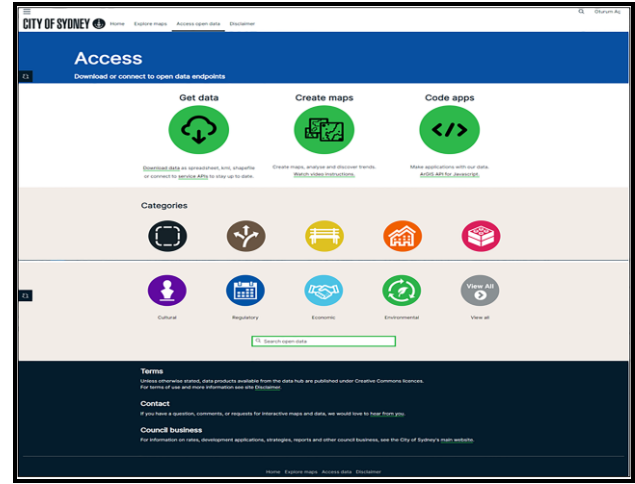 Oturum Aç
CITY OF SYDNEY Home Explore maps Access open data Disclaimer
Access
Download or connect to open data endpoints
Get data Create maps Code apps
</>
Download data as spreadsheet, kml, shapefile
or connect to service APIs to stay up to date.
Create maps, analyse and discover trends.
Watch video instructions.
Make applications with our data.
ArGIS API for Javascript.
Categories
View All
Cultural Regulatory Economic Environmental View all
Search open data
Terms
Unless otherwise stated, data products available from the data hub are published under Creative Commons licences.
For terms of use and more information see site Disclaimer.
Contact
If you have a question, comments, or requests for interactive maps and data, we would love to hear from you.
Council business
For information on rates, development applications, strategies, reports and other council business, see the City of Sydney's main website.
Home Explore maps Access data Disclaimer